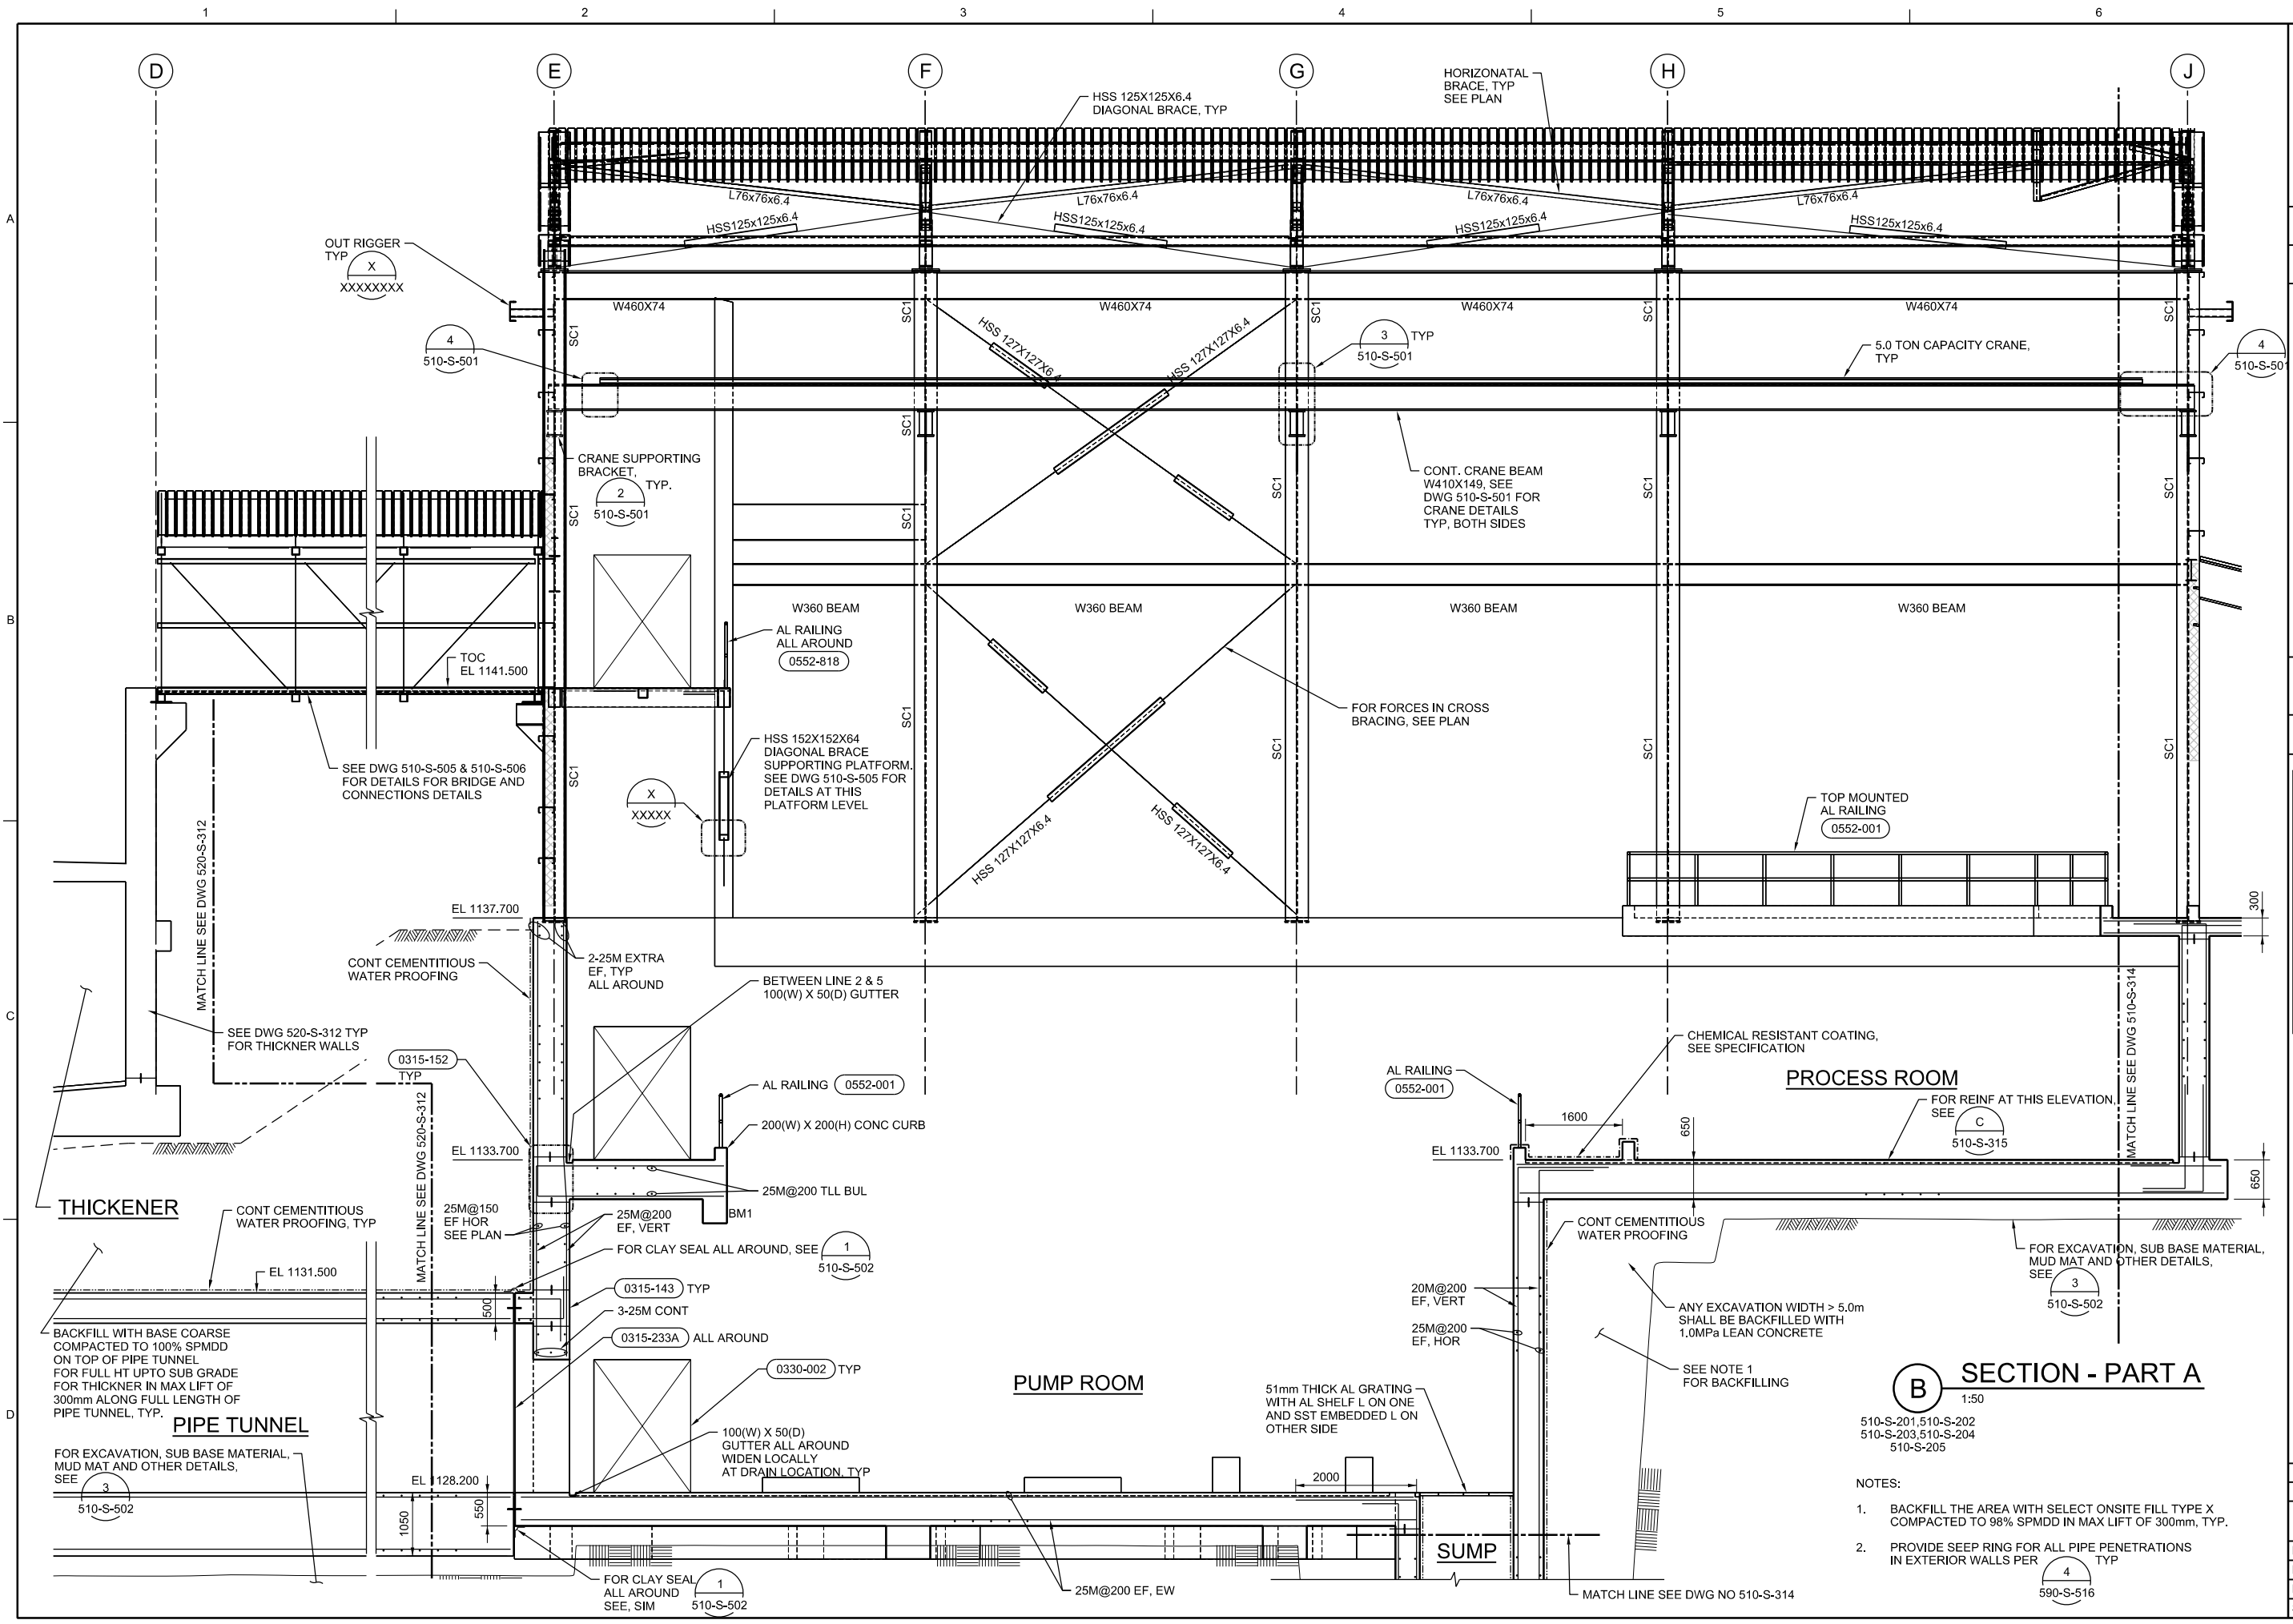 1
2
3
4
5
6
D
E
F
G
H
J
A
B
C
D
HSS 125X125X6.4
DIAGONAL BRACE, TYP
HORIZONATAL
BRACE, TYP
SEE PLAN
L76x76x6.4
L76x76x6.4
L76x76x6.4
L76x76x6.4
HSS125x125x6.4
HSS125x125x6.4
HSS125x125x6.4
HSS125x125x6.4
OUT RIGGER
TYP
X
XXXXXXXX
W460X74
W460X74
W460X74
W460X74
SC1
SC1
SC1
SC1
SC1
4
510-S-501
HSS 127X127X6.4
HSS 127X127X6.4
3
TYP
510-S-501
5.0 TON CAPACITY CRANE,
TYP
4
510-S-501
CRANE SUPPORTING
BRACKET,
TYP.
2
510-S-501
SC1
SC1
SC1
SC1
SC1
SC1
CONT. CRANE BEAM
W410X149, SEE
DWG 510-S-501 FOR
CRANE DETAILS
TYP, BOTH SIDES
W360 BEAM
W360 BEAM
W360 BEAM
W360 BEAM
AL RAILING
ALL AROUND
0552-818
TOC
EL 1141.500
SEE DWG 510-S-505 & 510-S-506
FOR DETAILS FOR BRIDGE AND
CONNECTIONS DETAILS
SC1
SC1
SC1
SC1
SC1
HSS 152X152X64
DIAGONAL BRACE
SUPPORTING PLATFORM.
SEE DWG 510-S-505 FOR
DETAILS AT THIS
PLATFORM LEVEL
X
XXXXX
FOR FORCES IN CROSS
BRACING, SEE PLAN
HSS 127X127X6.4
HSS 127X127X6.4
TOP MOUNTED
AL RAILING
0552-001
300
MATCH LINE SEE DWG 520-S-312
EL 1137.700
CONT CEMENTITIOUS
WATER PROOFING
2-25M EXTRA
EF, TYP
ALL AROUND
BETWEEN LINE 2 & 5
100(W) X 50(D) GUTTER
SEE DWG 520-S-312 TYP
FOR THICKNER WALLS
0315-152
TYP
MATCH LINE SEE DWG 520-S-312
AL RAILING
0552-001
200(W) X 200(H) CONC CURB
EL 1133.700
25M@200 TLL BUL
BM1
AL RAILING
0552-001
1600
EL 1133.700
CHEMICAL RESISTANT COATING,
SEE SPECIFICATION
PROCESS ROOM
FOR REINF AT THIS ELEVATION,
SEE
C
510-S-315
650
650
MATCH LINE SEE DWG 510-S-314
THICKENER
CONT CEMENTITIOUS
WATER PROOFING, TYP
25M@150
EF HOR
SEE PLAN
25M@200
EF, VERT
FOR CLAY SEAL ALL AROUND, SEE
1
510-S-502
EL 1131.500
500
0315-143
TYP
3-25M CONT
0315-233A
ALL AROUND
0330-002
TYP
CONT CEMENTITIOUS
WATER PROOFING
FOR EXCAVATION, SUB BASE MATERIAL,
MUD MAT AND OTHER DETAILS,
SEE
3
510-S-502
20M@200
EF, VERT
25M@200
EF, HOR
ANY EXCAVATION WIDTH > 5.0m
SHALL BE BACKFILLED WITH
1.0MPa LEAN CONCRETE
SEE NOTE 1
FOR BACKFILLING
BACKFILL WITH BASE COARSE
COMPACTED TO 100% SPMDD
ON TOP OF PIPE TUNNEL
FOR FULL HT UPTO SUB GRADE
FOR THICKNER IN MAX LIFT OF
300mm ALONG FULL LENGTH OF
PIPE TUNNEL, TYP.
PIPE TUNNEL
FOR EXCAVATION, SUB BASE MATERIAL,
MUD MAT AND OTHER DETAILS,
SEE
3
510-S-502
PUMP ROOM
51mm THICK AL GRATING
WITH AL SHELF L ON ONE
AND SST EMBEDDED L ON
OTHER SIDE
100(W) X 50(D)
GUTTER ALL AROUND
WIDEN LOCALLY
AT DRAIN LOCATION, TYP
EL 1128.200
1050
550
2000
SUMP
FOR CLAY SEAL
ALL AROUND
SEE, SIM
1
510-S-502
25M@200 EF, EW
MATCH LINE SEE DWG NO 510-S-314
B
SECTION - PART A
1:50
510-S-201,510-S-202
510-S-203,510-S-204
510-S-205
NOTES:
1. BACKFILL THE AREA WITH SELECT ONSITE FILL TYPE X
COMPACTED TO 98% SPMDD IN MAX LIFT OF 300mm, TYP.
2. PROVIDE SEEP RING FOR ALL PIPE PENETRATIONS
IN EXTERIOR WALLS PER
TYP
4
590-S-516